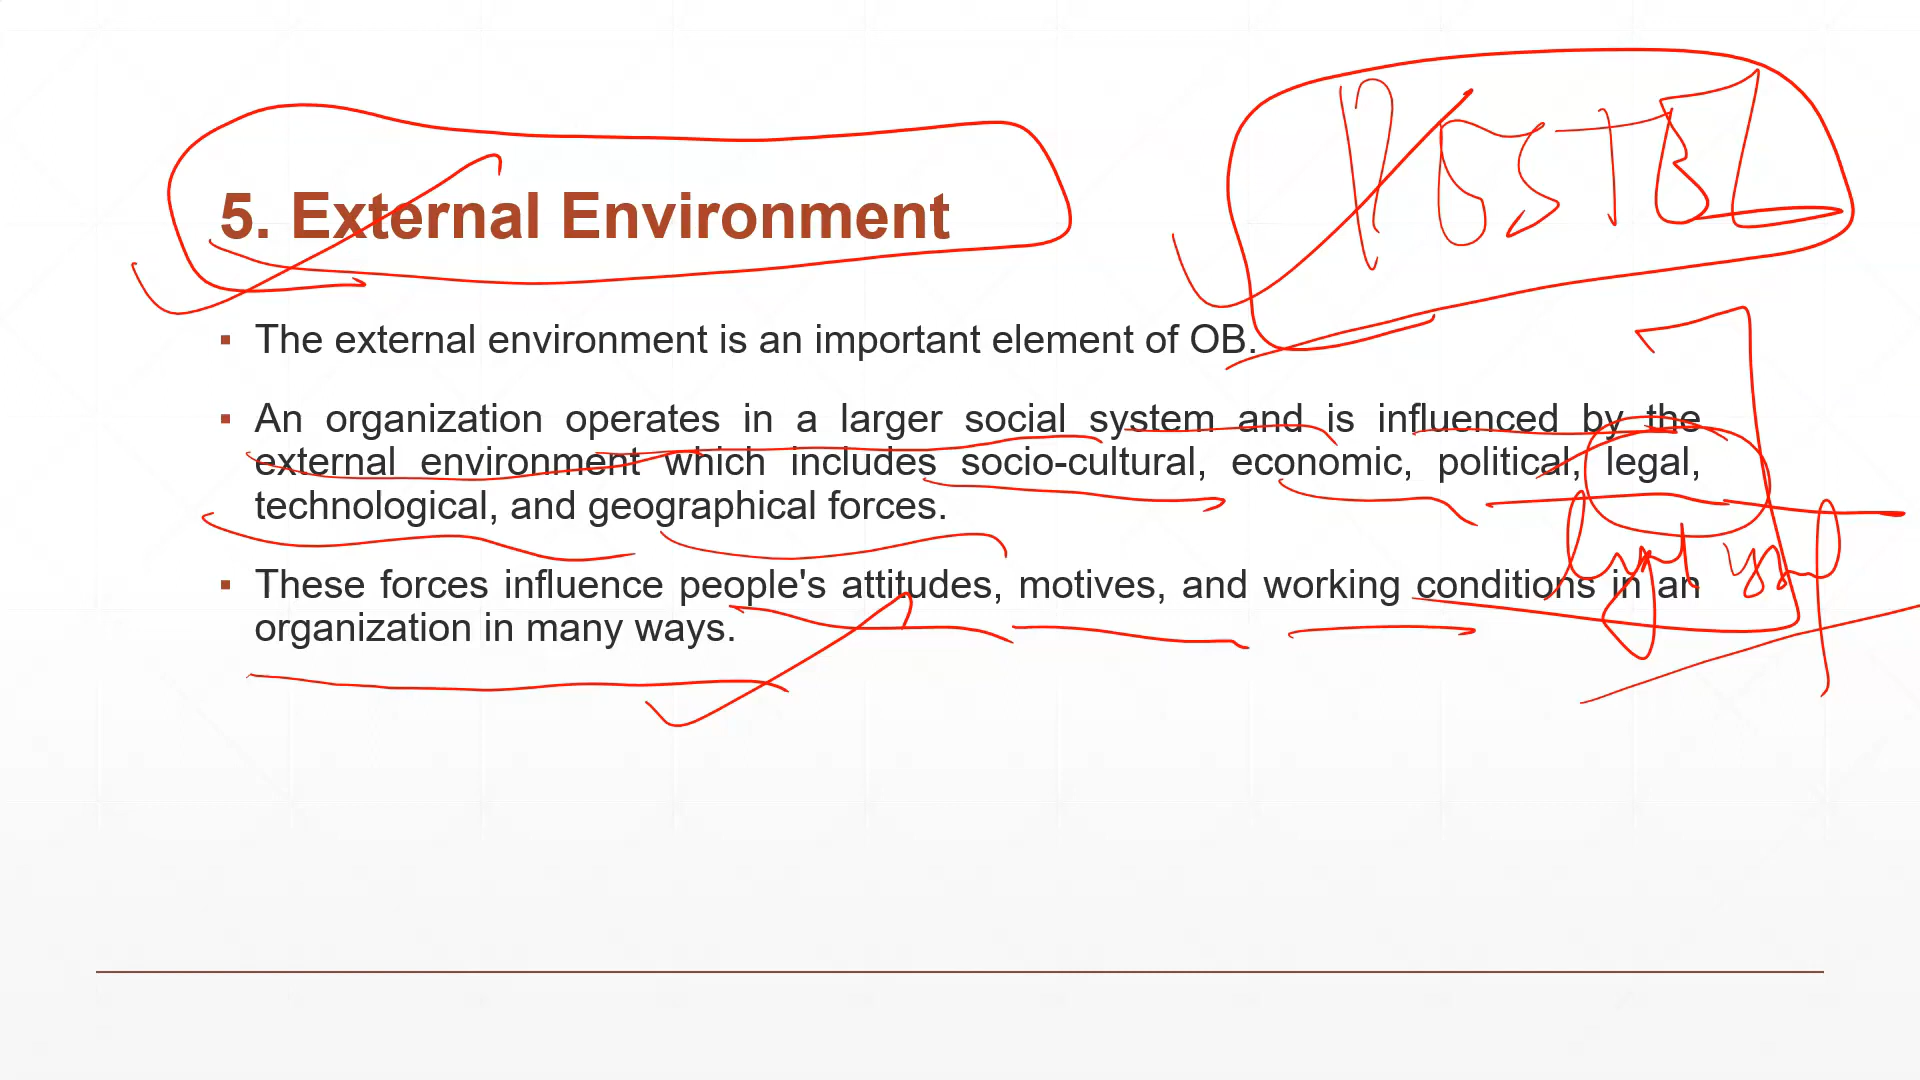 5. External Environment
▪ The external environment is an important element of OB.
▪ An organization operates in a larger social system and is influenced by the
external environment which includes socio-cultural, economic, political, legal,
technological, and geographical forces.
▪ These forces influence people's attitudes, motives, and working conditions in an
organization in many ways.